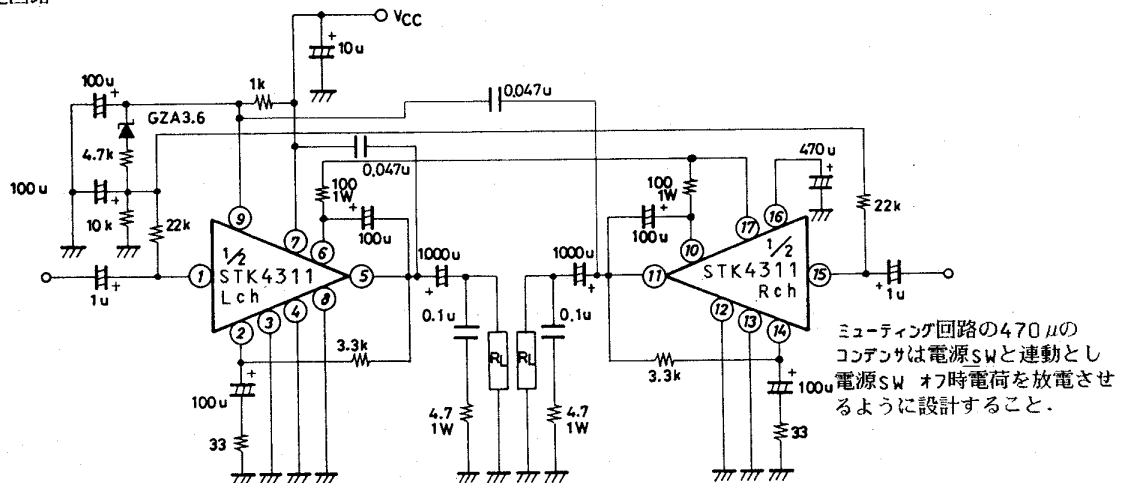 VCC
10u
100u
1k
0.047u
GZA3.6
4.7k
0.047u
470u
100u
100
1W
100
1W
10k
22k
22k
9
7
6
100u
100u
10
17
16
1/2
STK4311
Lch
1000u
1000u
1/2
STK4311
Rch
1
5
11
15
1u
1u
2
3
4
8
12
13
14
0.1u
0.1u
3.3k
RL
RL
3.3k
100u
100u
33
4.7
1W
4.7
1W
33
ミューティング回路の470μの
コンデンサは電源SWと連動とし
電源SW オフ時電荷を放電させ
るように設計すること.